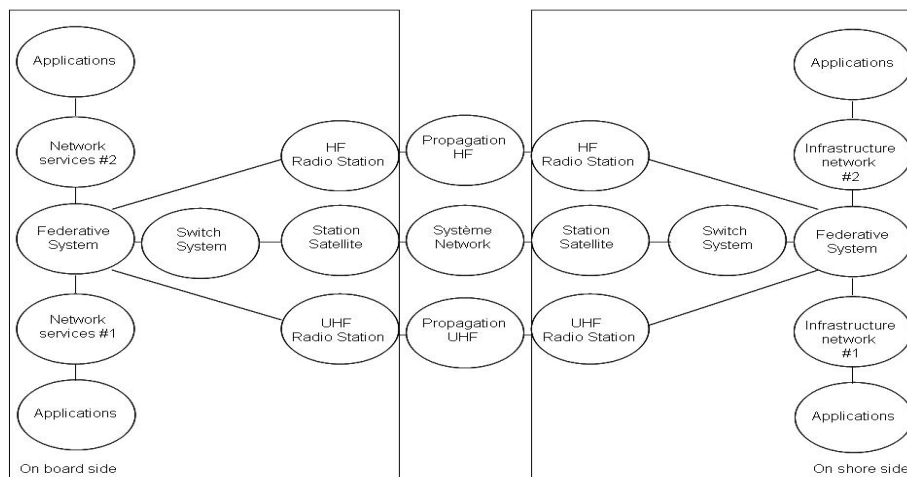 Applications
Network
services #2
Federative
System
Network
services #1
Applications
On board side
Switch
System
HF
Radio Station
Station
Satellite
UHF
Radio Station
Propagation
HF
Système
Network
Propagation
UHF
HF
Radio Station
Station
Satellite
UHF
Radio Station
Switch
System
Applications
Infrastructure
network
#2
Federative
System
Infrastructure
network
#1
Applications
On shore side